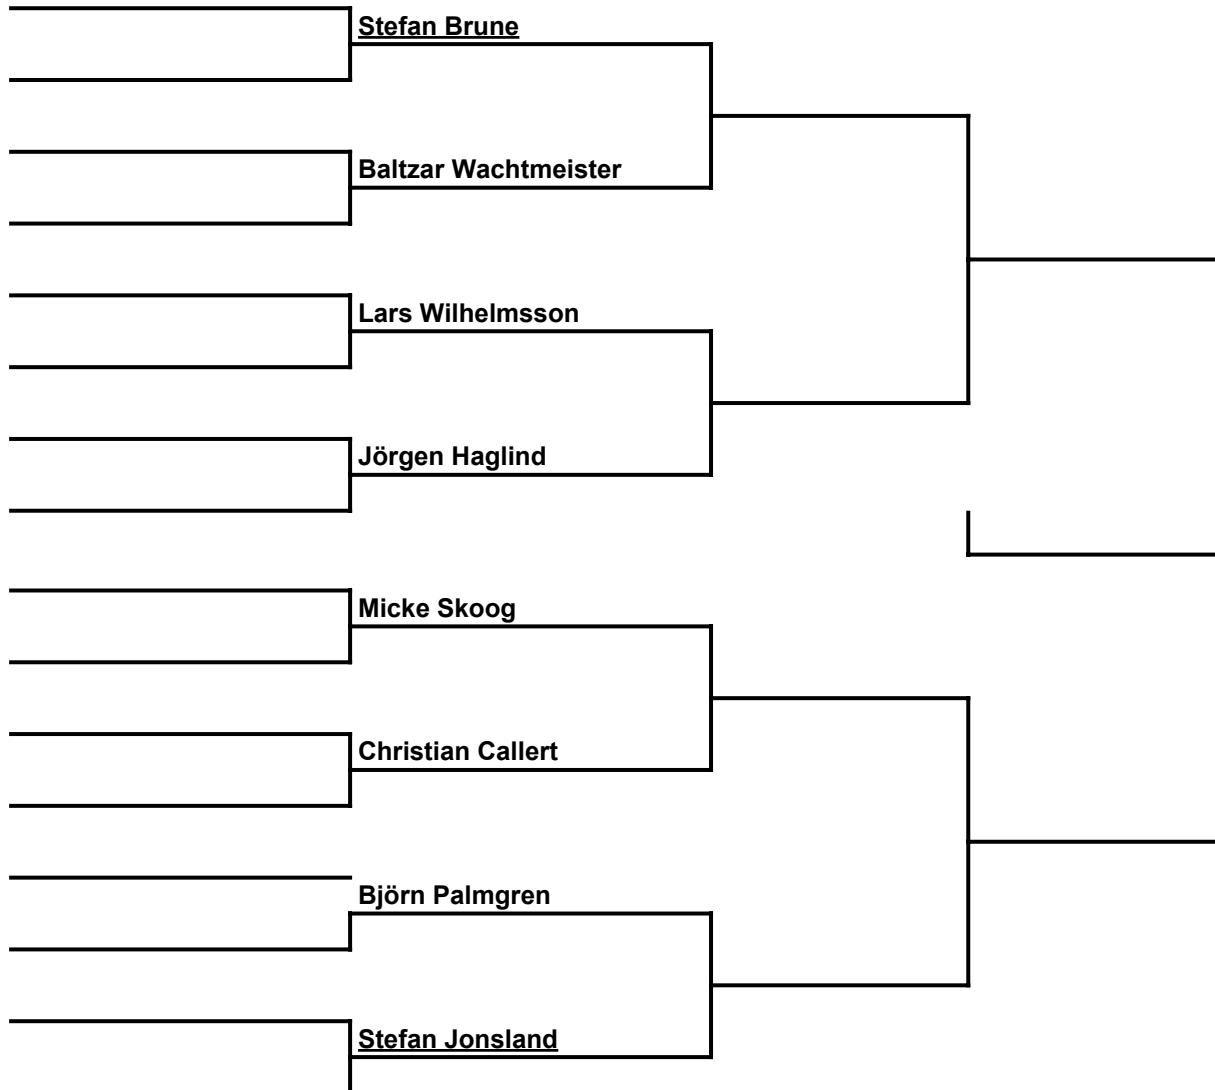 Stefan Brune
Baltzar Wachtmeister
Lars Wilhelmsson
Jörgen Haglind
Micke Skoog
Christian Callert
Björn Palmgren
Stefan Jonsland